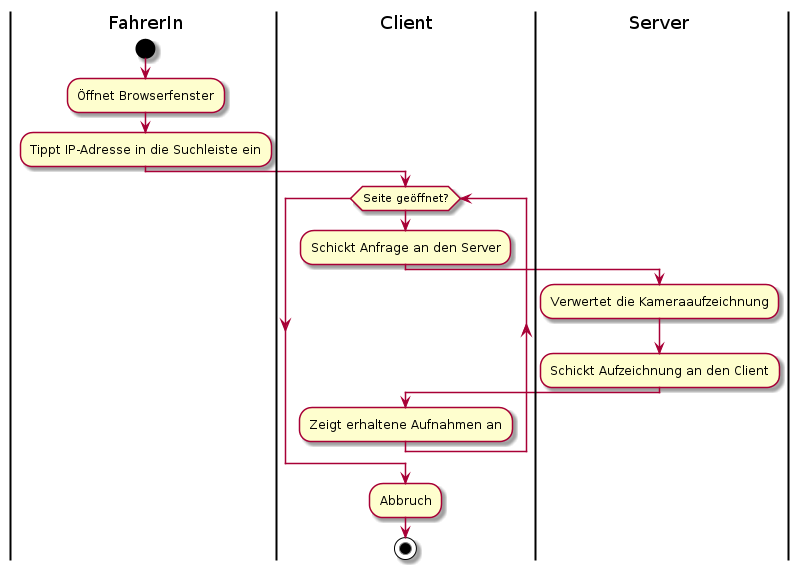 FahrerIn
Client
Server
Öffnet Browserfenster
Tippt IP-Adresse in die Suchleiste ein
Seite geöffnet?
Schickt Anfrage an den Server
Verwertet die Kameraaufzeichnung
Schickt Aufzeichnung an den Client
Zeigt erhaltene Aufnahmen an
Abbruch